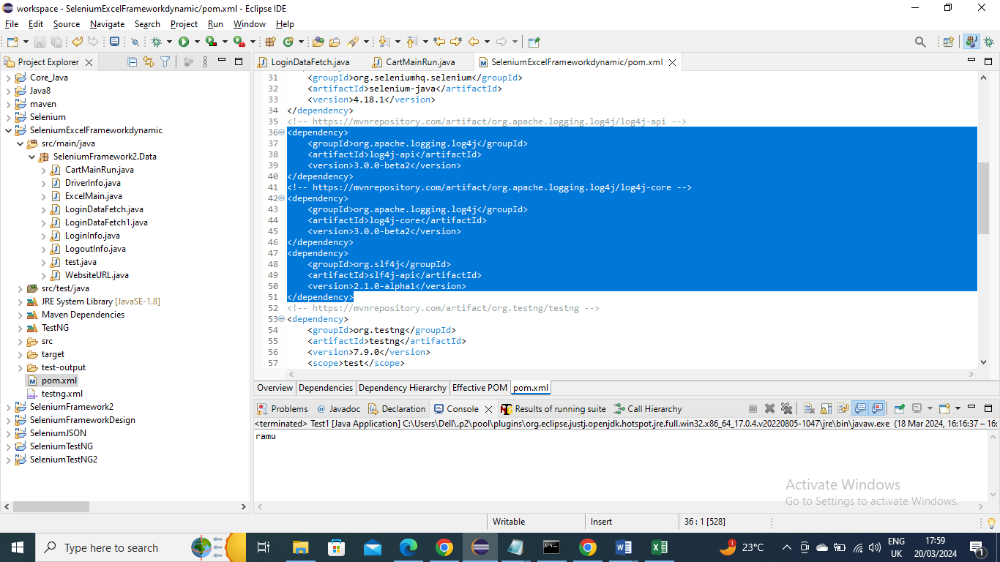 workspace - SeleniumExcelFrameworkdynamic/pom.xml - Eclipse IDE
File Edit Source Navigate Search Project Run Window Help
Project Explorer
Core_Java
Java8
maven
Selenium
SeleniumExcelFrameworkdynamic
src/main/java
SeleniumFramework2.Data
CartMainRun.java
DriverInfo.java
ExcelMain.java
LoginDataFetch.java
LoginDataFetch1.java
LoginInfo.java
LogoutInfo.java
test.java
WebsiteURL.java
src/test/java
JRE System Library [JavaSE-1.8]
Maven Dependencies
TestNG
src
target
test-output
pom.xml
testng.xml
SeleniumFramework2
SeleniumFrameworkDesign
SeleniumJSON
SeleniumTestNG
SeleniumTestNG2
LoginDataFetch.java CartMainRun.java SeleniumExcelFrameworkdynamic/pom.xml
31 <groupId>org.seleniumhq.selenium</groupId>
32 <artifactId>selenium-java</artifactId>
33 <version>4.18.1</version>
34 </dependency>
35 <!-- https://mvnrepository.com/artifact/org.apache.logging.log4j/log4j-api -->
36 <dependency>
37 <groupId>org.apache.logging.log4j</groupId>
38 <artifactId>log4j-api</artifactId>
39 <version>3.0.0-beta2</version>
40 </dependency>
41 <!-- https://mvnrepository.com/artifact/org.apache.logging.log4j/log4j-core -->
42 <dependency>
43 <groupId>org.apache.logging.log4j</groupId>
44 <artifactId>log4j-core</artifactId>
45 <version>3.0.0-beta2</version>
46 </dependency>
47 <dependency>
48 <groupId>org.slf4j</groupId>
49 <artifactId>slf4j-api</artifactId>
50 <version>2.1.0-alpha1</version>
51 </dependency>
52 <!-- https://mvnrepository.com/artifact/org.testng/testng -->
53 <dependency>
54 <groupId>org.testng</groupId>
55 <artifactId>testng</artifactId>
56 <version>7.9.0</version>
57 <scope>test</scope>
Overview Dependencies Dependency Hierarchy Effective POM pom.xml
Problems Javadoc Declaration Console Results of running suite Call Hierarchy
<terminated> Test1 [Java Application] C:\Users\Dell\.p2\pool\plugins\org.eclipse.justj.openjdk.hotspot.jre.full.win32.x86_64_17.0.4.v20220805-1047\jre\bin\javaw.exe (18 Mar 2024, 16:16:37 – 16:
ramu
Activate Windows
Go to Settings to activate Windows.
Writable Insert 36 : 1 [528]
Type here to search
23°C
ENG
UK
17:59
20/03/2024
1